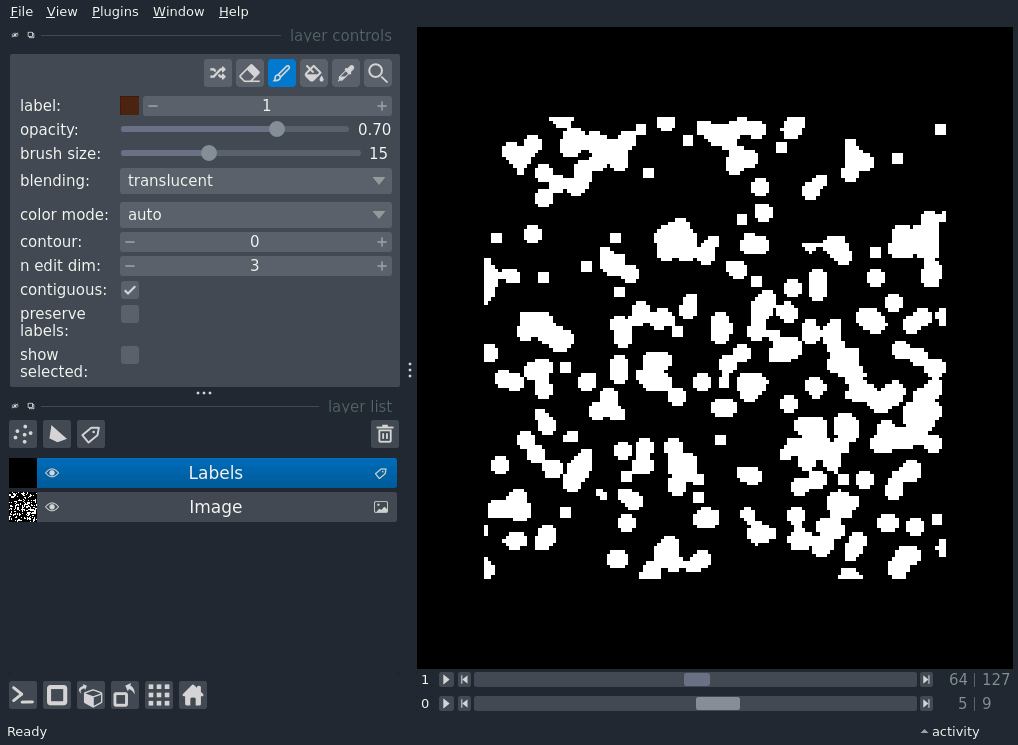 File View Plugins Window Help
layer controls
label: 1
opacity: 0.70
brush size: 15
blending: translucent
color mode: auto
contour: 0
n edit dim: 3
contiguous:
preserve
labels:
show
selected:
layer list
Labels
Image
1 64 | 127
0 5 | 9
Ready activity